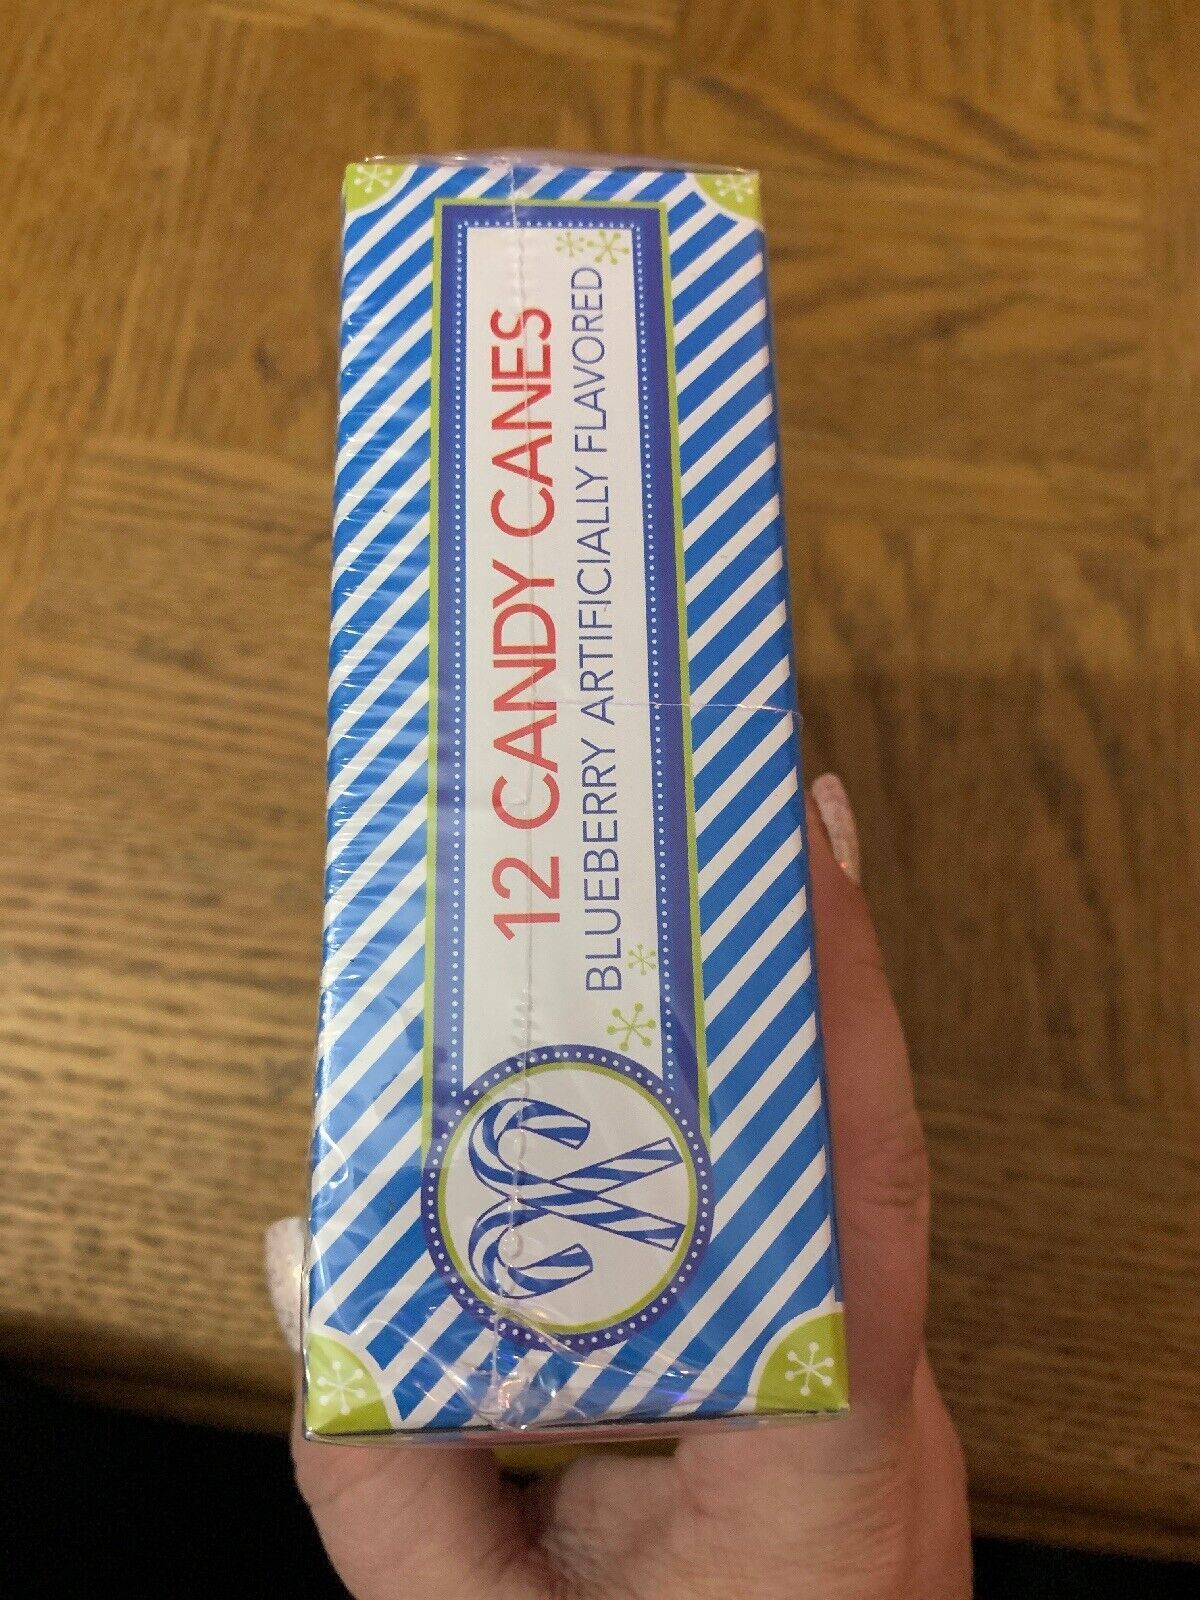 12 CANDY CANES
BLUEBERRY ARTIFICIALLY FLAVORED